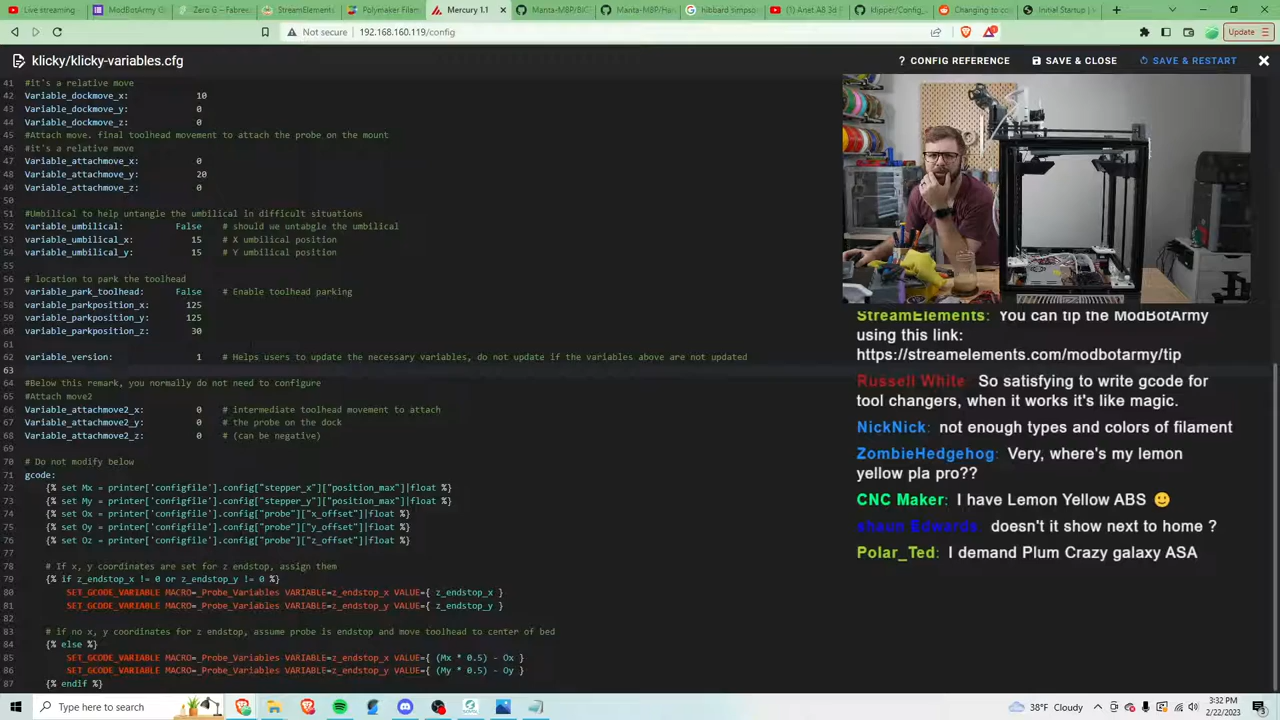 Live streaming
ModBotArmy G
Zero G – Fabree
StreamElements
Polymaker Filam
Mercury 1.1
Manta-M8P/BIG
Manta-M8P/Har
hibbard simpso
(1) Anet A8 3d P
klipper/Config_
Changing to co
Initial Startup |
Not secure
192.168.160.119/config
Update
klicky/klicky-variables.cfg
? CONFIG REFERENCE
SAVE & CLOSE
SAVE & RESTART
41 #it's a relative move
42 Variable_dockmove_x: 10
43 Variable_dockmove_y: 0
44 Variable_dockmove_z: 0
45 #Attach move. final toolhead movement to attach the probe on the mount
46 #it's a relative move
47 Variable_attachmove_x: 0
48 Variable_attachmove_y: 20
49 Variable_attachmove_z: 0
50
51 #Umbilical to help untangle the umbilical in difficult situations
52 variable_umbilical: False # should we untabgle the umbilical
53 variable_umbilical_x: 15 # X umbilical position
54 variable_umbilical_y: 15 # Y umbilical position
55
56 # location to park the toolhead
57 variable_park_toolhead: False # Enable toolhead parking
58 variable_parkposition_x: 125
59 variable_parkposition_y: 125
60 variable_parkposition_z: 30
61
62 variable_version: 1 # Helps users to update the necessary variables, do not update if the variables above are not updated
63
64 #Below this remark, you normally do not need to configure
65 #Attach move2
66 Variable_attachmove2_x: 0 # intermediate toolhead movement to attach
67 Variable_attachmove2_y: 0 # the probe on the dock
68 Variable_attachmove2_z: 0 # (can be negative)
69
70 # Do not modify below
71 gcode:
72 {% set Mx = printer['configfile'].config["stepper_x"]["position_max"]|float %}
73 {% set My = printer['configfile'].config["stepper_y"]["position_max"]|float %}
74 {% set Ox = printer['configfile'].config["probe"]["x_offset"]|float %}
75 {% set Oy = printer['configfile'].config["probe"]["y_offset"]|float %}
76 {% set Oz = printer['configfile'].config["probe"]["z_offset"]|float %}
77
78 # If x, y coordinates are set for z endstop, assign them
79 {% if z_endstop_x != 0 or z_endstop_y != 0 %}
80 SET_GCODE_VARIABLE MACRO=_Probe_Variables VARIABLE=z_endstop_x VALUE={ z_endstop_x }
81 SET_GCODE_VARIABLE MACRO=_Probe_Variables VARIABLE=z_endstop_y VALUE={ z_endstop_y }
82
83 # if no x, y coordinates for z endstop, assume probe is endstop and move toolhead to center of bed
84 {% else %}
85 SET_GCODE_VARIABLE MACRO=_Probe_Variables VARIABLE=z_endstop_x VALUE={ (Mx * 0.5) - Ox }
86 SET_GCODE_VARIABLE MACRO=_Probe_Variables VARIABLE=z_endstop_y VALUE={ (My * 0.5) - Oy }
87 {% endif %}
StreamElements: You can tip the ModBotArmy
using this link:
https://streamelements.com/modbotarmy/tip
Russell White: So satisfying to write gcode for
tool changers, when it works it's like magic.
NickNick: not enough types and colors of filament
ZombieHedgehog: Very, where's my lemon
yellow pla pro??
CNC Maker: I have Lemon Yellow ABS
shaun Edwards: doesn't it show next to home ?
Polar_Ted: I demand Plum Crazy galaxy ASA
Type here to search
38°F Cloudy
3:32 PM
2/22/2023